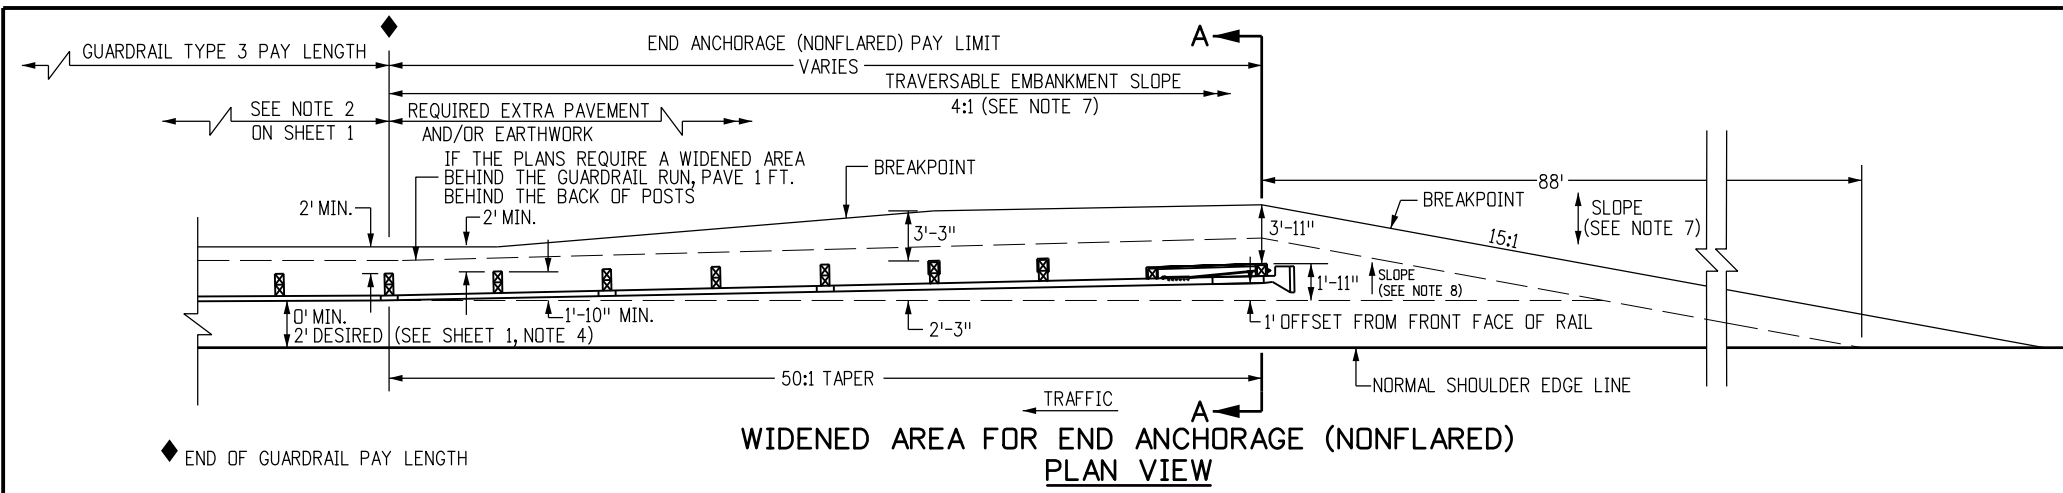 GUARDRAIL TYPE 3 PAY LENGTH
END ANCHORAGE (NONFLARED) PAY LIMIT
VARIES
A
TRAVERSABLE EMBANKMENT SLOPE
4:1 (SEE NOTE 7)
SEE NOTE 2
ON SHEET 1
REQUIRED EXTRA PAVEMENT
AND/OR EARTHWORK
IF THE PLANS REQUIRE A WIDENED AREA
BEHIND THE GUARDRAIL RUN, PAVE 1 FT.
BEHIND THE BACK OF POSTS
BREAKPOINT
88'
BREAKPOINT
SLOPE
(SEE NOTE 7)
2' MIN.
2' MIN.
3'-3"
3'-11"
15:1
1'-11"
SLOPE
(SEE NOTE 8)
0' MIN.
2' DESIRED (SEE SHEET 1, NOTE 4)
1'-10" MIN.
2'-3"
1' OFFSET FROM FRONT FACE OF RAIL
50:1 TAPER
NORMAL SHOULDER EDGE LINE
TRAFFIC
A
WIDENED AREA FOR END ANCHORAGE (NONFLARED)
PLAN VIEW
END OF GUARDRAIL PAY LENGTH